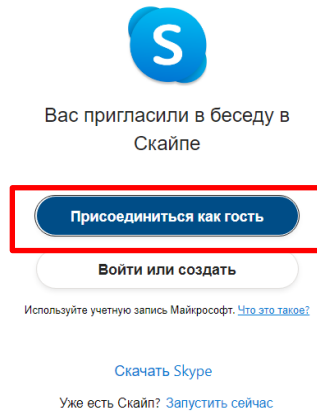 S
Вас пригласили в беседу в
Скайпе
Присоединиться как гость
Войти или создать
Используйте учетную запись Майкрософт. Что это такое?
Скачать Skype
Уже есть Скайп? Запустить сейчас